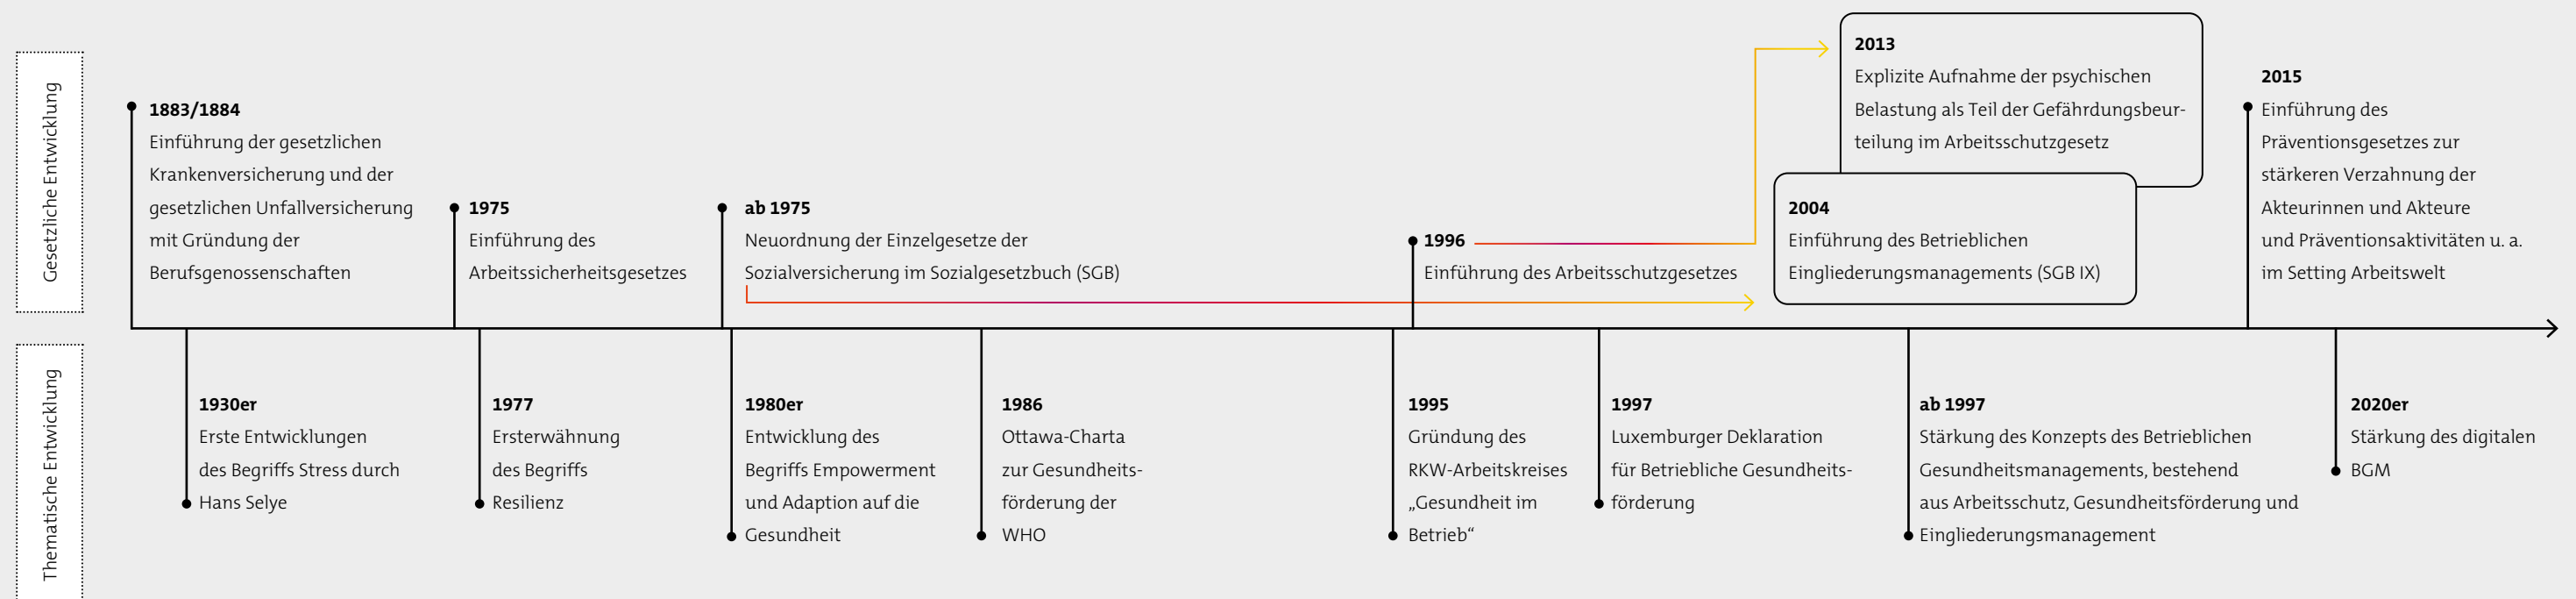 Gesetzliche Entwicklung
1883/1884
Einführung der gesetzlichen
Krankenversicherung und der
gesetzlichen Unfallversicherung
mit Gründung der
Berufsgenossenschaften
1975
Einführung des
Arbeitssicherheitsgesetzes
ab 1975
Neuordnung der Einzelgesetze der
Sozialversicherung im Sozialgesetzbuch (SGB)
1996
Einführung des Arbeitsschutzgesetzes
2013
Explizite Aufnahme der psychischen
Belastung als Teil der Gefährdungsbeur-
teilung im Arbeitsschutzgesetz
2004
Einführung des Betrieblichen
Eingliederungsmanagements (SGB IX)
2015
Einführung des
Präventionsgesetzes zur
stärkeren Verzahnung der
Akteurinnen und Akteure
und Präventionsaktivitäten u. a.
im Setting Arbeitswelt
Thematische Entwicklung
1930er
Erste Entwicklungen
des Begriffs Stress durch
Hans Selye
1977
Ersterwähnung
des Begriffs
Resilienz
1980er
Entwicklung des
Begriffs Empowerment
und Adaption auf die
Gesundheit
1986
Ottawa-Charta
zur Gesundheits-
förderung der
WHO
1995
Gründung des
RKW-Arbeitskreises
„Gesundheit im
Betrieb“
1997
Luxemburger Deklaration
für Betriebliche Gesundheits-
förderung
ab 1997
Stärkung des Konzepts des Betrieblichen
Gesundheitsmanagements, bestehend
aus Arbeitsschutz, Gesundheitsförderung und
Eingliederungsmanagement
2020er
Stärkung des digitalen
BGM